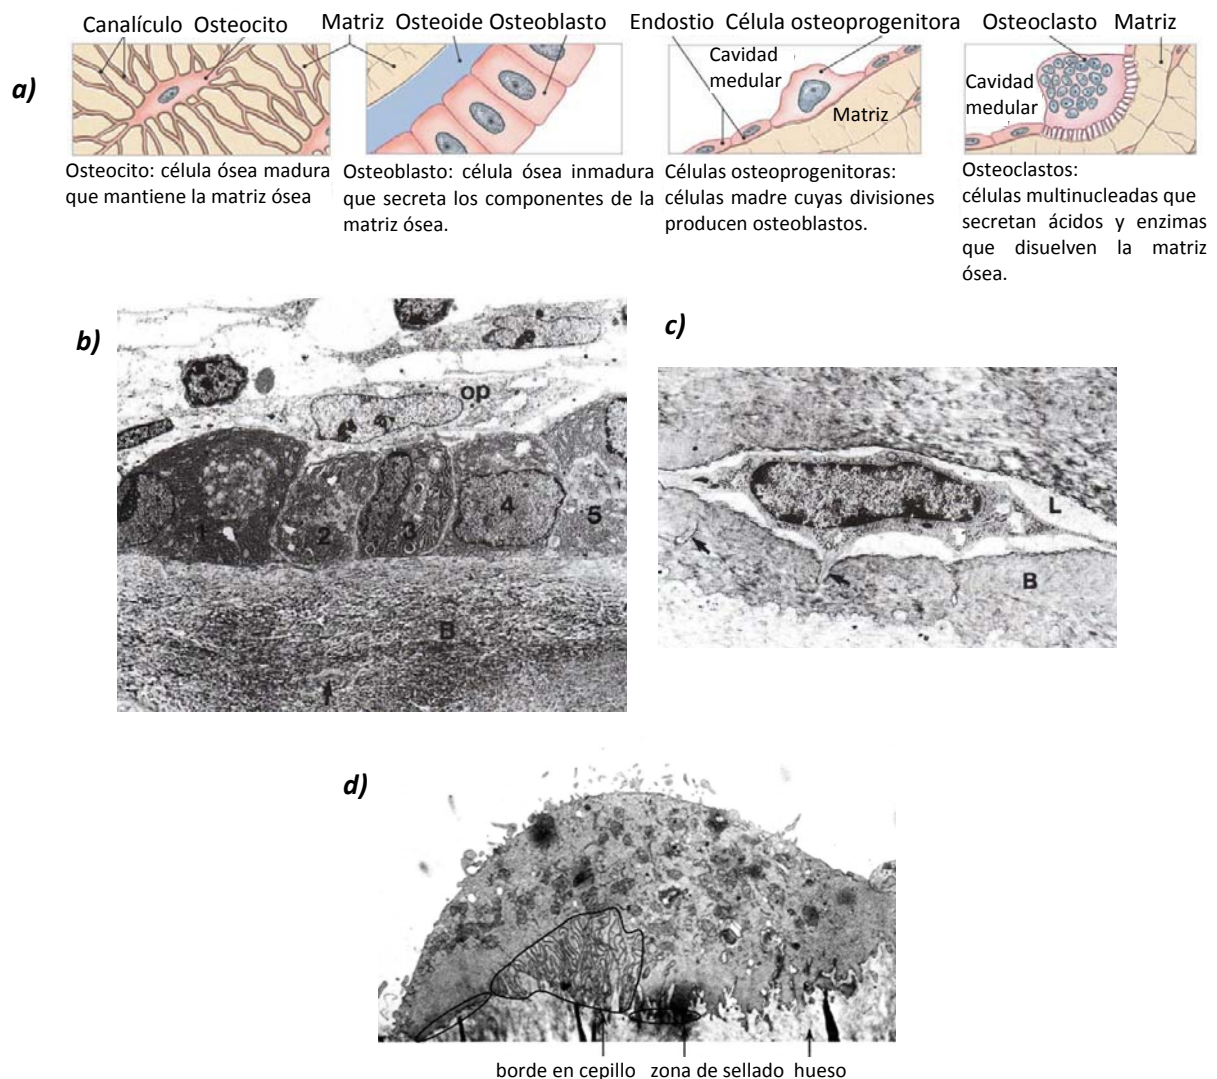 Canalículo Osteocito Matriz Osteoide Osteoblasto Endostio Célula osteoprogenitora Osteoclasto Matriz
a)
Cavidad
medular
Matriz
Cavidad
medular
Osteocito: célula ósea madura
que mantiene la matriz ósea
Osteoblasto: célula ósea inmadura
que secreta los componentes de la
matriz ósea.
Células osteoprogenitoras:
células madre cuyas divisiones
producen osteoblastos.
Osteoclastos:
células multinucleadas que
secretan ácidos y enzimas
que disuelven la matriz
ósea.
b)
op
1 2 3 4 5
B
c)
L
B
d)
borde en cepillo zona de sellado hueso